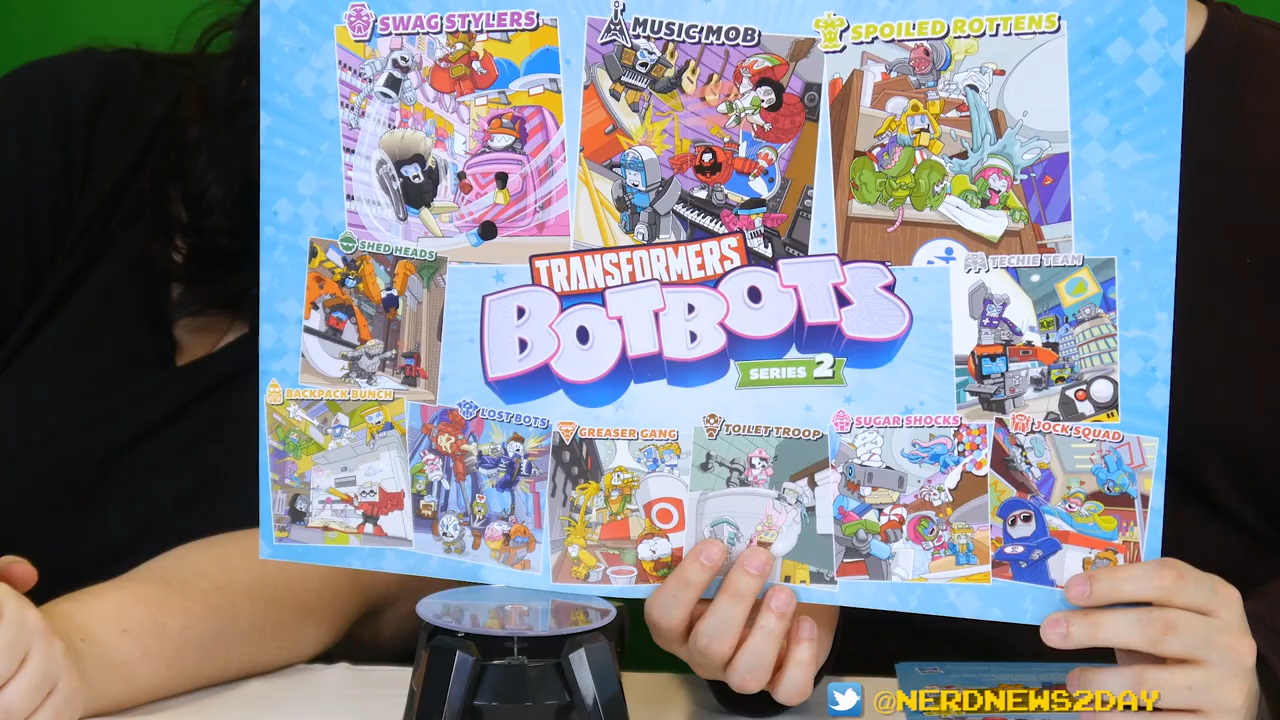 SWAG STYLERS
MUSIC MOB
SPOILED ROTTENS
SHED HEADS
TECHIE TEAM
TRANSFORMERS
BOTBOTS
SERIES 2
BACKPACK BUNCH
LOST BOTS
GREASER GANG
TOILET TROOP
SUGAR SHOCKS
JOCK SQUAD
@NERDNEWS2DAY